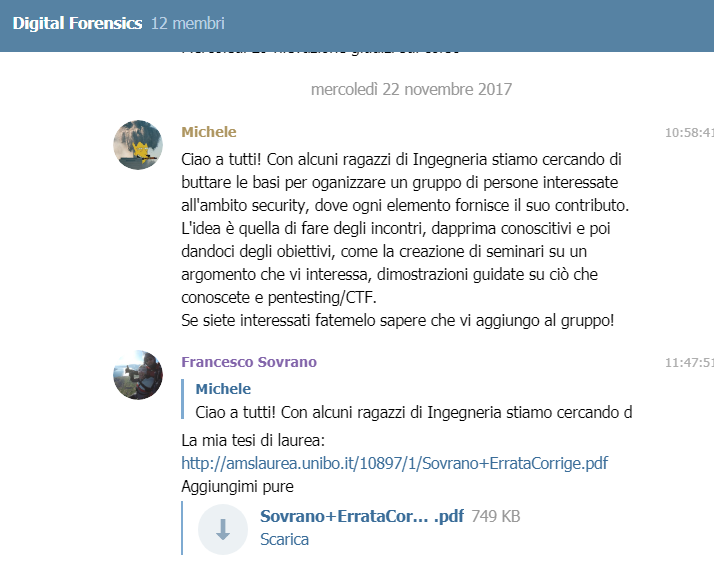 Digital Forensics 12 membri
mercoledì 22 novembre 2017
Michele 10:58:41
Ciao a tutti! Con alcuni ragazzi di Ingegneria stiamo cercando di
buttare le basi per oganizzare un gruppo di persone interessate
all'ambito security, dove ogni elemento fornisce il suo contributo.
L'idea è quella di fare degli incontri, dapprima conoscitivi e poi
dandoci degli obiettivi, come la creazione di seminari su un
argomento che vi interessa, dimostrazioni guidate su ciò che
conoscete e pentesting/CTF.
Se siete interessati fatemelo sapere che vi aggiungo al gruppo!
Francesco Sovrano 11:47:51
Michele
Ciao a tutti! Con alcuni ragazzi di Ingegneria stiamo cercando d
La mia tesi di laurea:
http://amslaurea.unibo.it/10897/1/Sovrano+ErrataCorrige.pdf
Aggiungimi pure
Sovrano+ErrataCor... .pdf 749 KB
Scarica